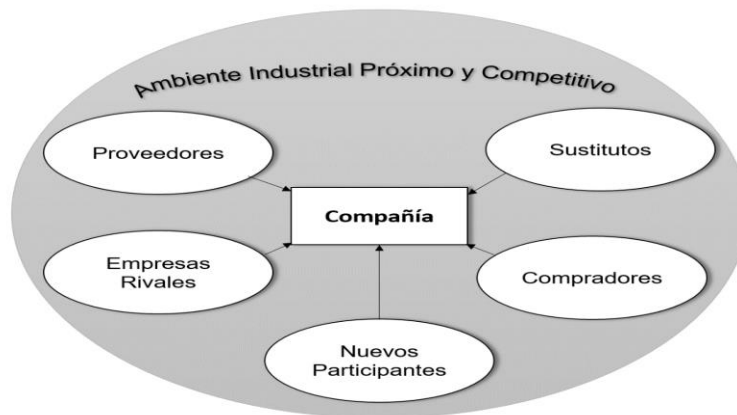 Ambiente Industrial Próximo y Competitivo
Proveedores
Sustitutos
Compañía
Empresas
Rivales
Compradores
Nuevos
Participantes